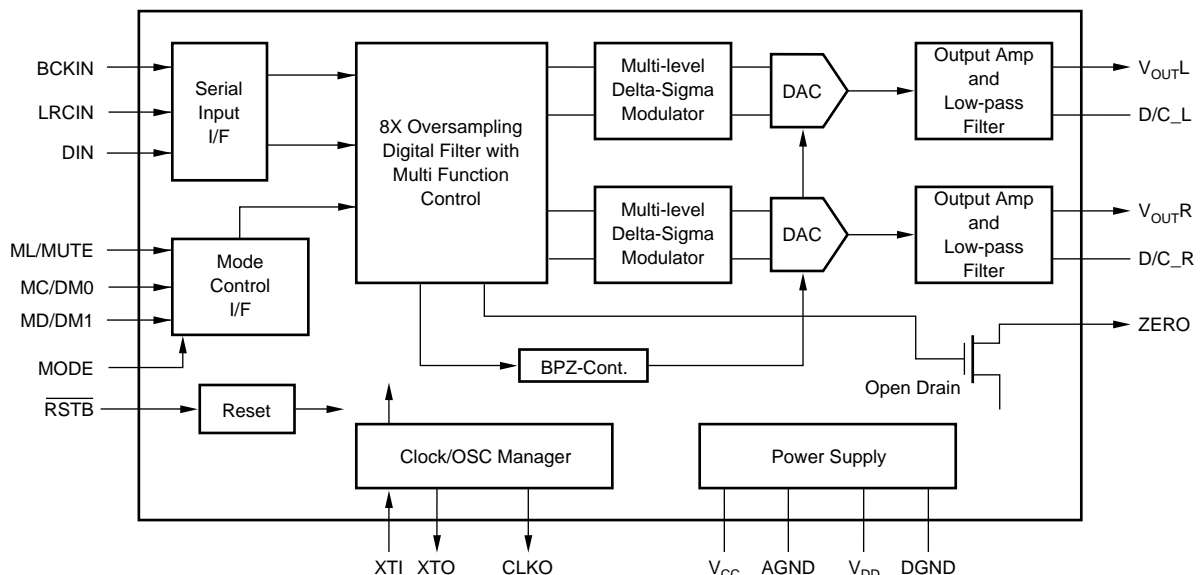 BCKIN
LRCIN
DIN
Serial
Input
I/F
8X Oversampling
Digital Filter with
Multi Function
Control
Multi-level
Delta-Sigma
Modulator
DAC
Output Amp
and
Low-pass
Filter
VOUTL
D/C_L
Multi-level
Delta-Sigma
Modulator
DAC
Output Amp
and
Low-pass
Filter
VOUTR
D/C_R
ML/MUTE
MC/DM0
MD/DM1
MODE
Mode
Control
I/F
BPZ-Cont.
Open Drain
ZERO
RSTB
Reset
Clock/OSC Manager
Power Supply
XTI
XTO
CLKO
VCC
AGND
VDD
DGND